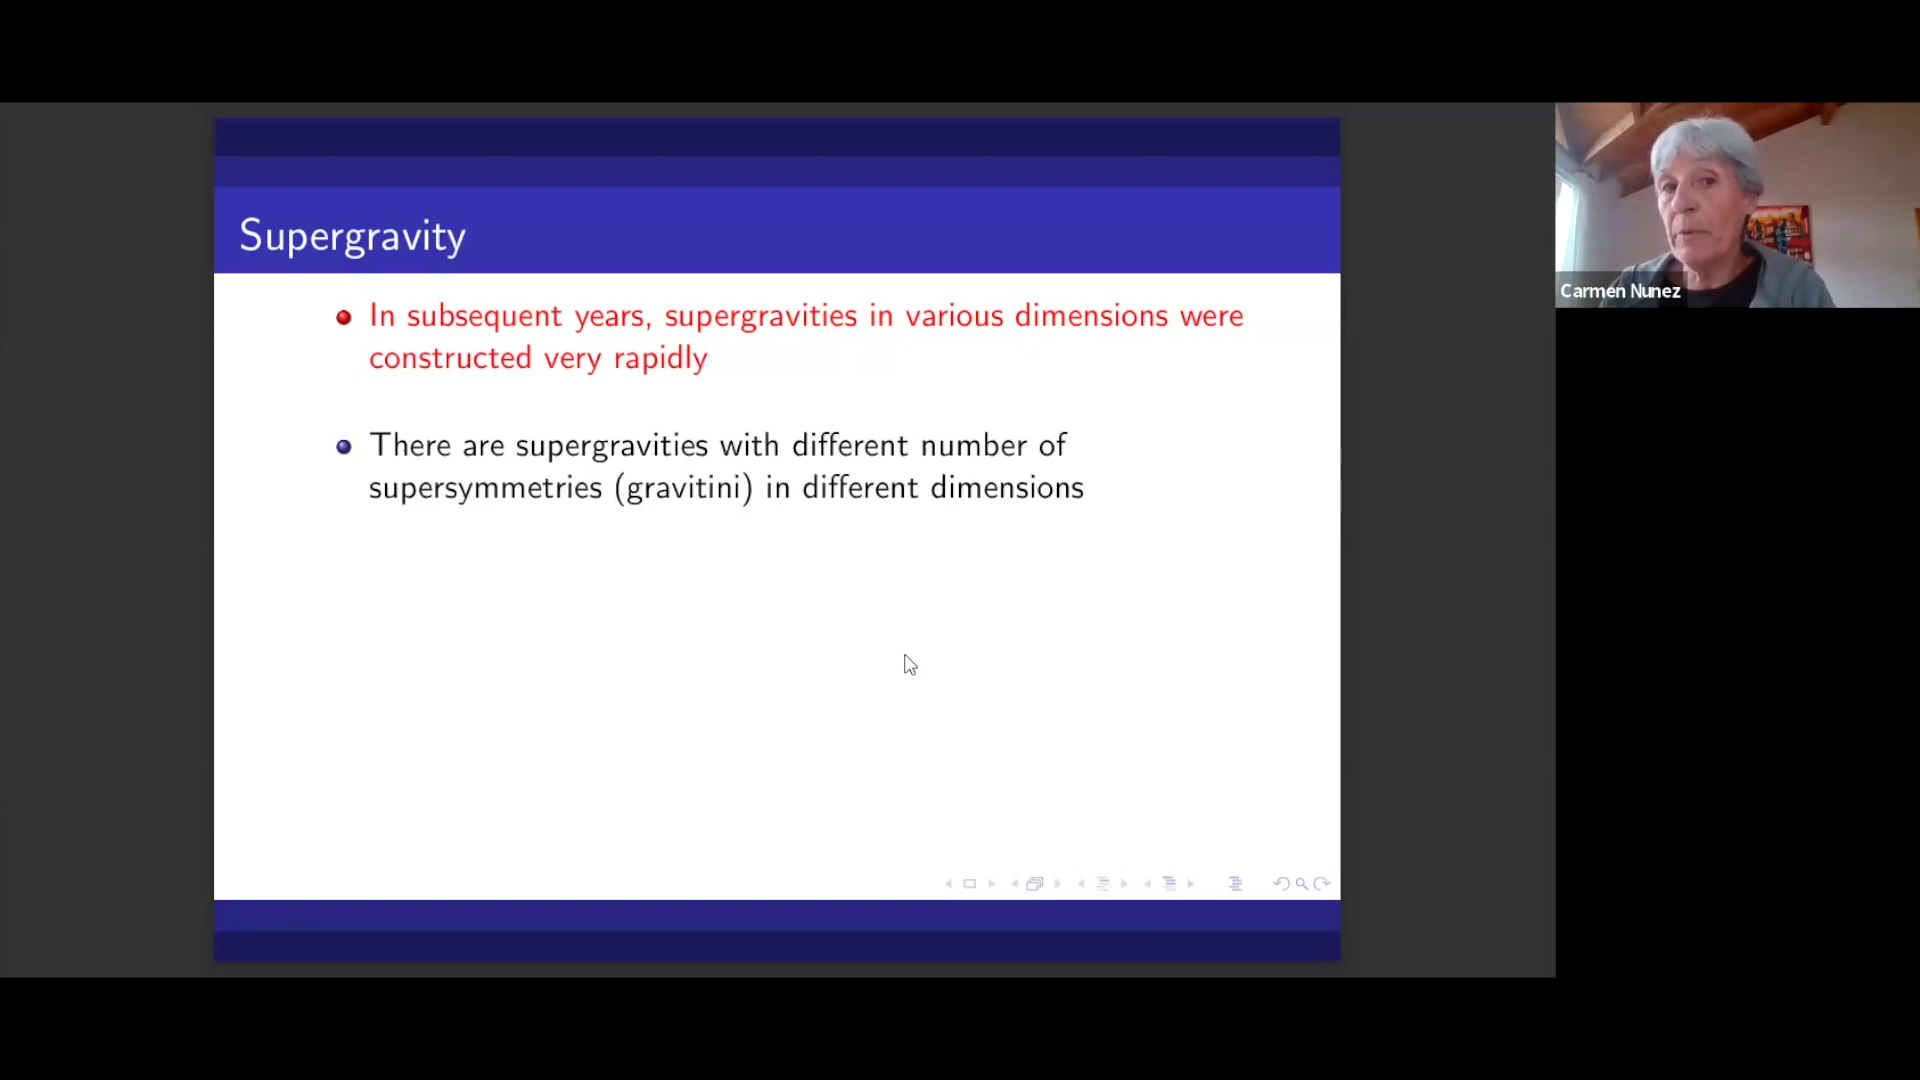 Supergravity
In subsequent years, supergravities in various dimensions were
constructed very rapidly
There are supergravities with different number of
supersymmetries (gravitini) in different dimensions
Carmen Nunez